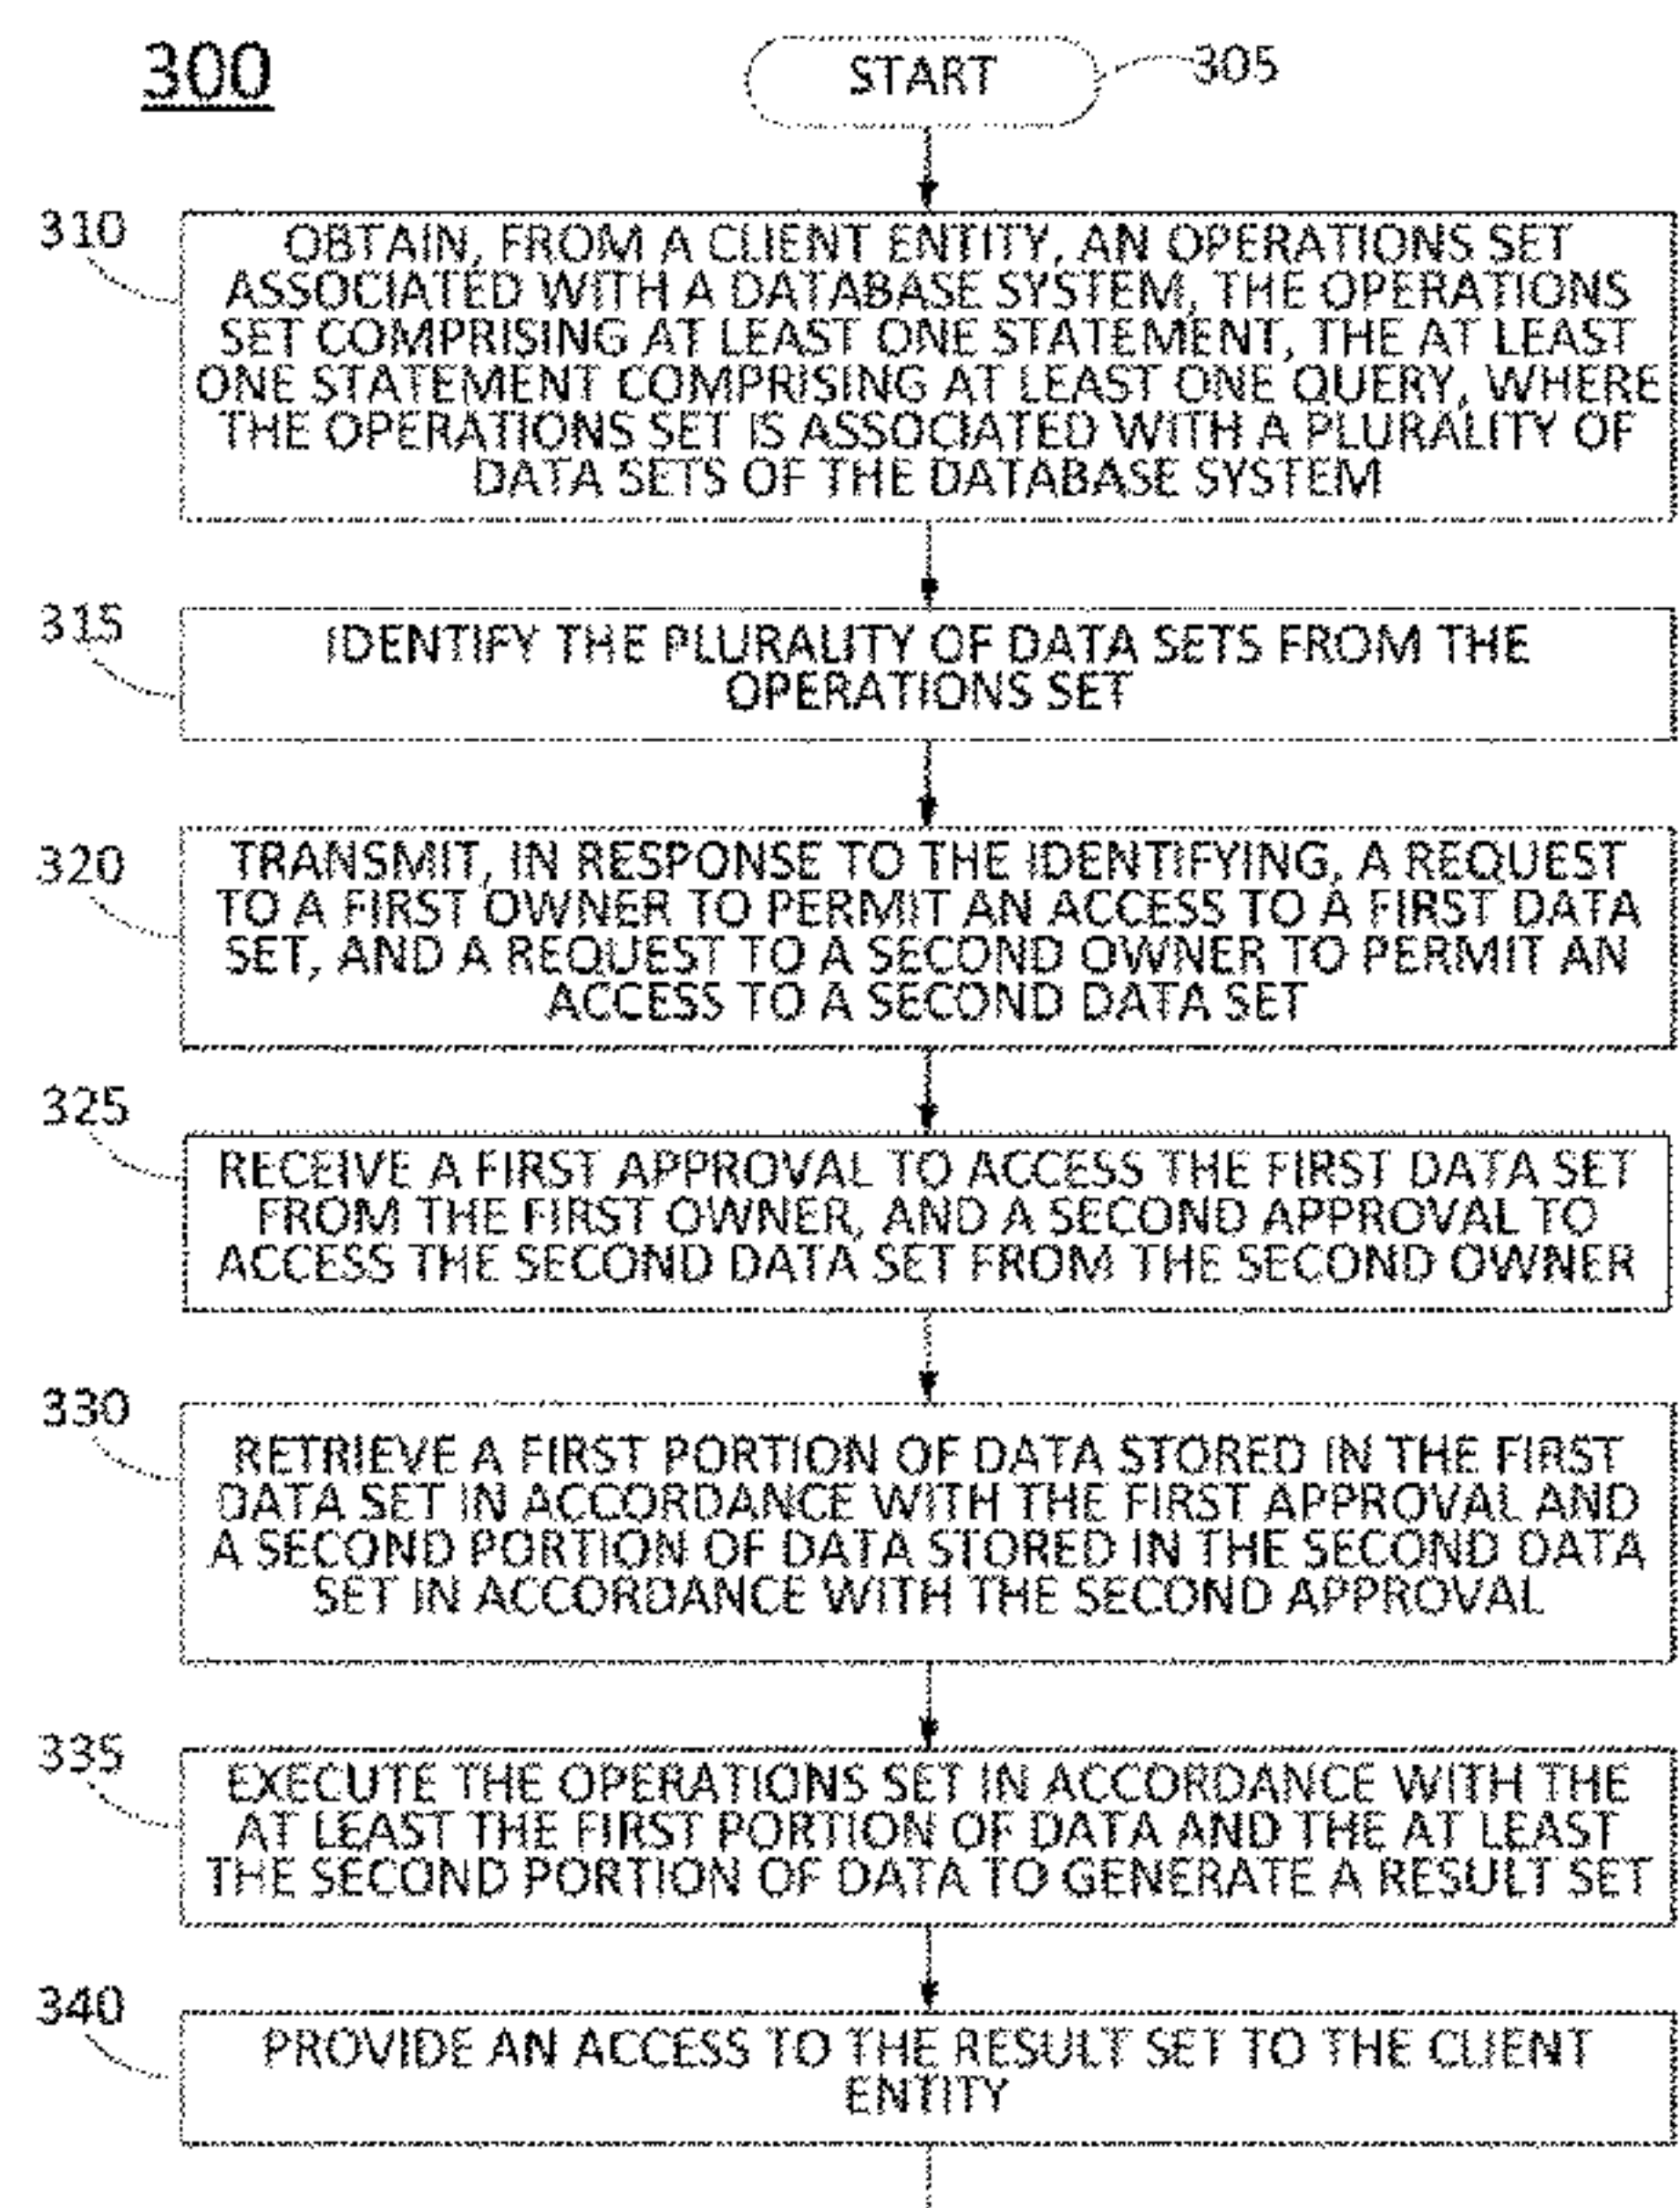 300
START
305
310
OBTAIN, FROM A CLIENT ENTITY, AN OPERATIONS SET
ASSOCIATED WITH A DATABASE SYSTEM, THE OPERATIONS
SET COMPRISING AT LEAST ONE STATEMENT, THE AT LEAST
ONE STATEMENT COMPRISING AT LEAST ONE QUERY, WHERE
THE OPERATIONS SET IS ASSOCIATED WITH A PLURALITY OF
DATA SETS OF THE DATABASE SYSTEM
315
IDENTIFY THE PLURALITY OF DATA SETS FROM THE
OPERATIONS SET
320
TRANSMIT, IN RESPONSE TO THE IDENTIFYING, A REQUEST
TO A FIRST OWNER TO PERMIT AN ACCESS TO A FIRST DATA
SET, AND A REQUEST TO A SECOND OWNER TO PERMIT AN
ACCESS TO A SECOND DATA SET
325
RECEIVE A FIRST APPROVAL TO ACCESS THE FIRST DATA SET
FROM THE FIRST OWNER, AND A SECOND APPROVAL TO
ACCESS THE SECOND DATA SET FROM THE SECOND OWNER
330
RETRIEVE A FIRST PORTION OF DATA STORED IN THE FIRST
DATA SET IN ACCORDANCE WITH THE FIRST APPROVAL AND
A SECOND PORTION OF DATA STORED IN THE SECOND DATA
SET IN ACCORDANCE WITH THE SECOND APPROVAL
335
EXECUTE THE OPERATIONS SET IN ACCORDANCE WITH THE
AT LEAST THE FIRST PORTION OF DATA AND THE AT LEAST
THE SECOND PORTION OF DATA TO GENERATE A RESULT SET
340
PROVIDE AN ACCESS TO THE RESULT SET TO THE CLIENT
ENTITY